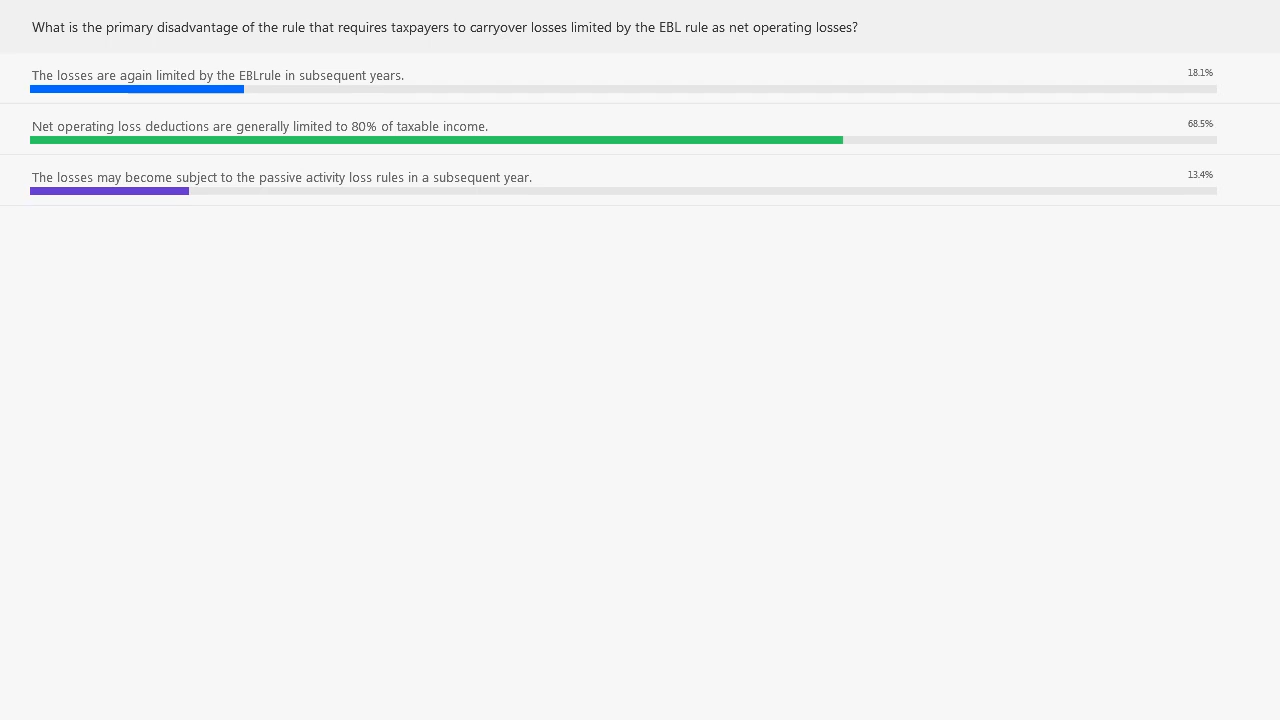 What is the primary disadvantage of the rule that requires taxpayers to carryover losses limited by the EBL rule as net operating losses?
The losses are again limited by the EBLrule in subsequent years.
18.1%
Net operating loss deductions are generally limited to 80% of taxable income.
68.5%
The losses may become subject to the passive activity loss rules in a subsequent year.
13.4%